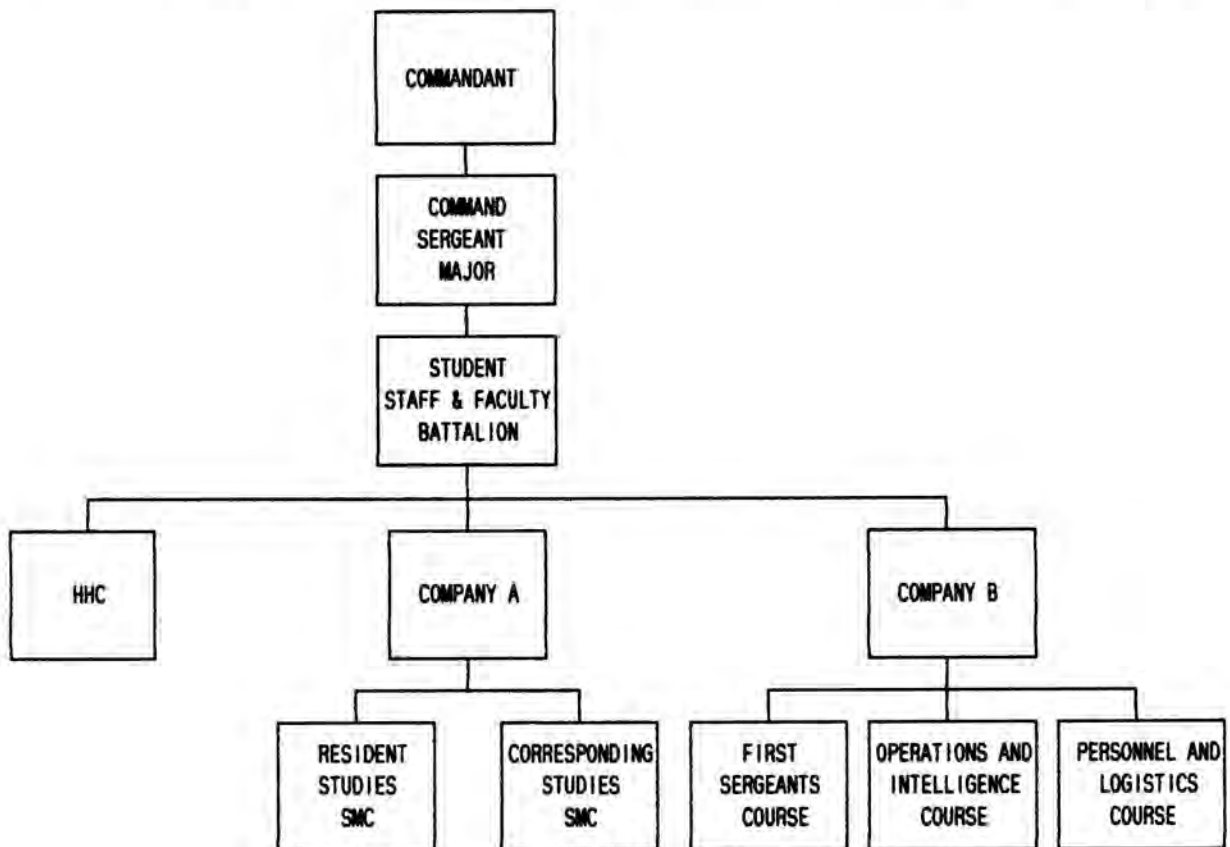 COMMANDANT
COMMAND
SERGEANT
MAJOR
STUDENT
STAFF & FACULTY
BATTALION
HHC
COMPANY A
COMPANY B
RESIDENT
STUDIES
SMC
CORRESPONDING
STUDIES
SMC
FIRST
SERGEANTS
COURSE
OPERATIONS AND
INTELLIGENCE
COURSE
PERSONNEL AND
LOGISTICS
COURSE